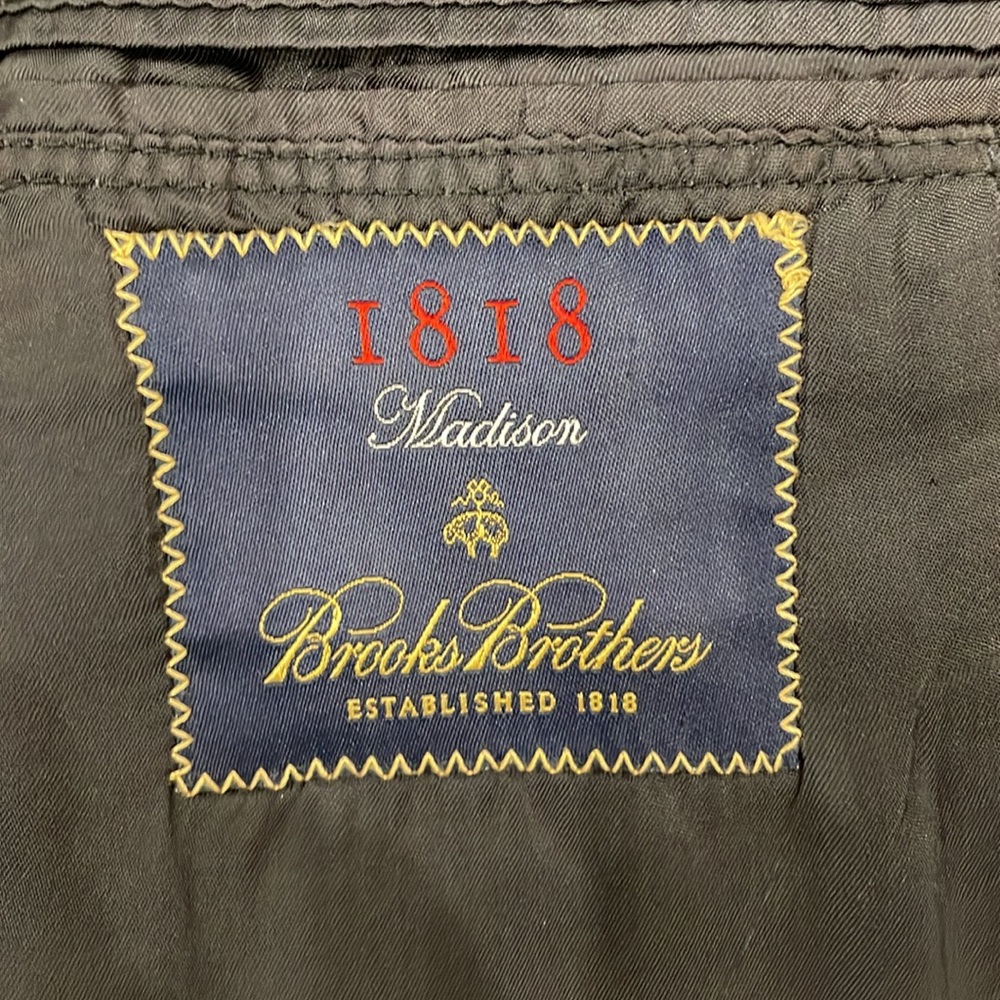 1818
Madison
Brooks Brothers
ESTABLISHED 1818